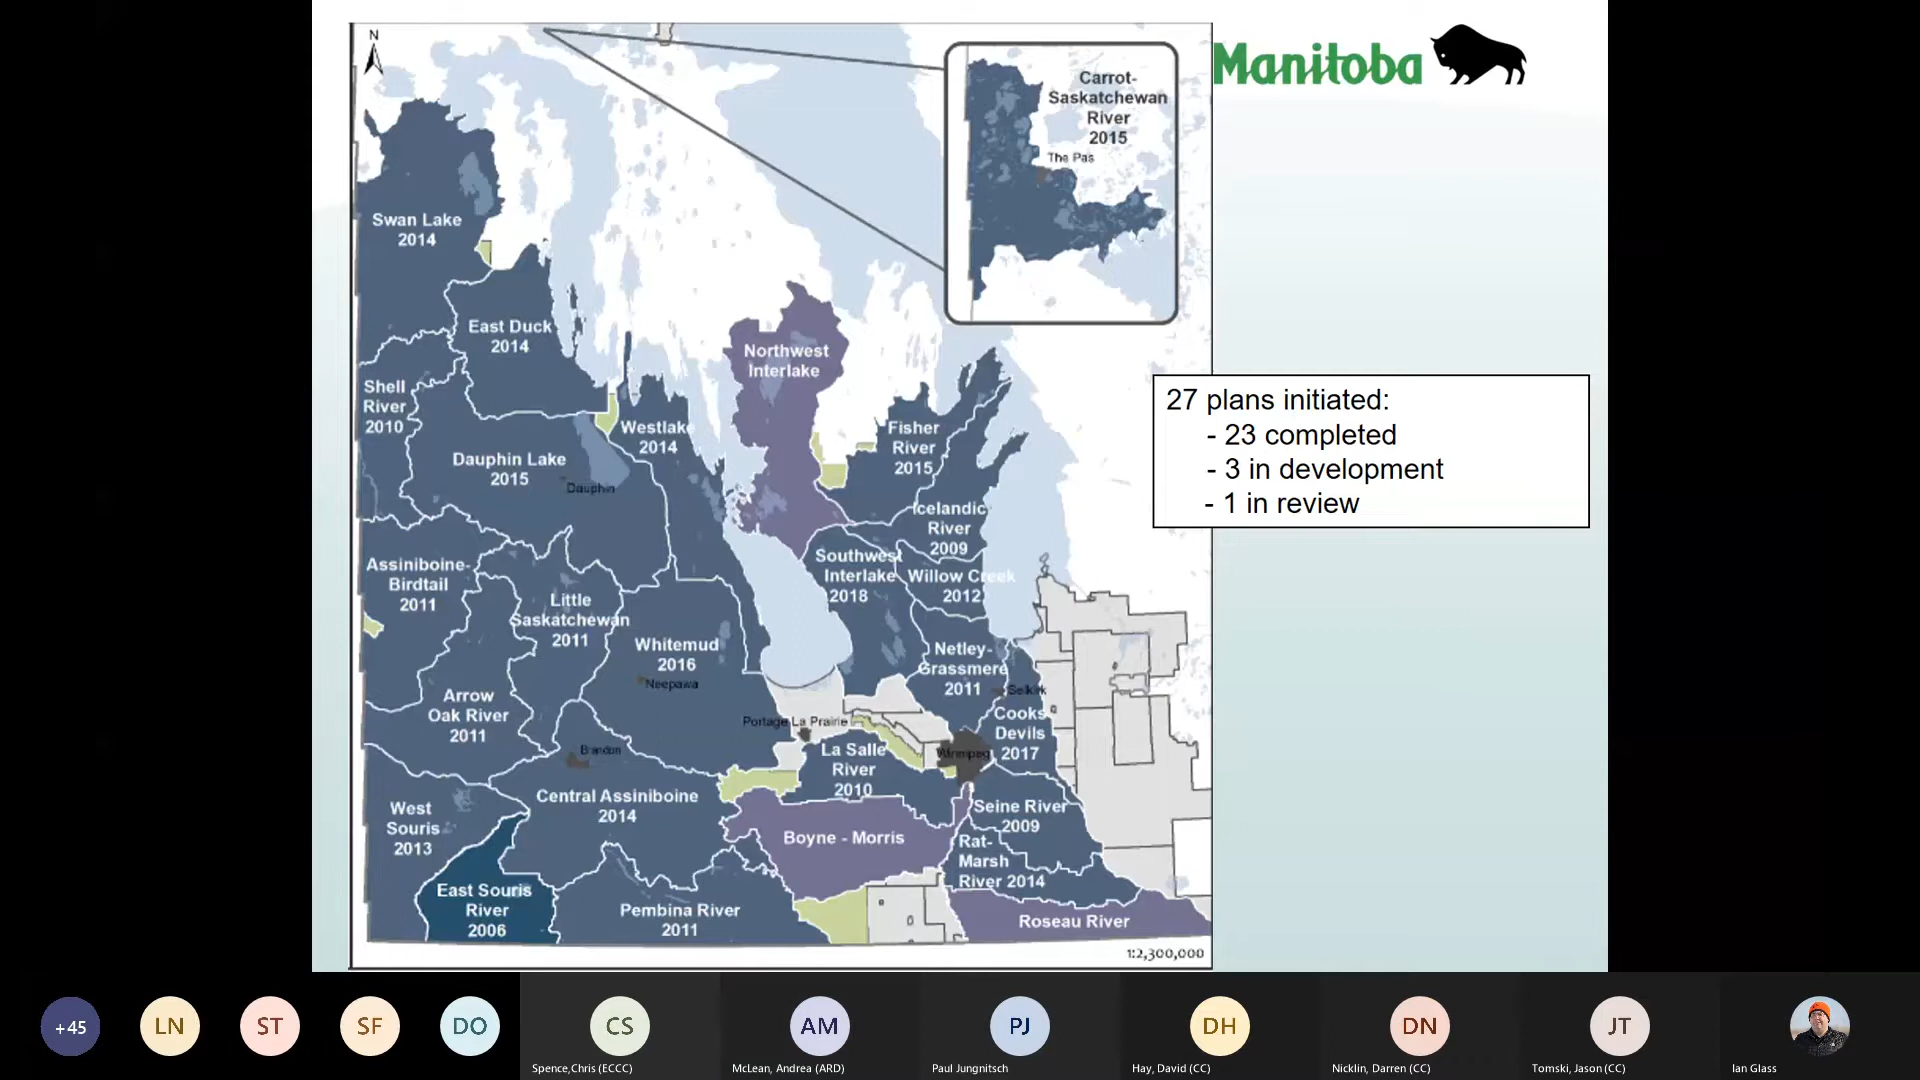 N
Manitoba
Carrot-
Saskatchewan
River
2015
The Pas
Swan Lake
2014
East Duck
2014
Northwest
Interlake
Shell
River
2010
Westlake
2014
Fisher
River
2015
Dauphin Lake
2015
Dauphin
Icelandic
River
2009
Southwest
Interlake
2018
Willow Creek
2012
Assiniboine-
Birdtail
2011
Little
Saskatchewan
2011
Whitemud
2016
Neepawa
Netley-
Grassmere
2011
Selkirk
Arrow
Oak River
2011
Cooks
Devils
2017
Portage La Prairie
Winnipeg
La Salle
River
2010
Brandon
Central Assiniboine
2014
West
Souris
2013
Seine River
2009
Boyne - Morris
Rat-
Marsh
River 2014
East Souris
River
2006
Pembina River
2011
Roseau River
1:2,300,000
27 plans initiated:
- 23 completed
- 3 in development
- 1 in review
+45
LN
ST
SF
DO
CS
AM
PJ
DH
DN
JT
Spence,Chris (ECCC)
McLean, Andrea (ARD)
Paul Jungnitsch
Hay, David (CC)
Nicklin, Darren (CC)
Tomski, Jason (CC)
Ian Glass